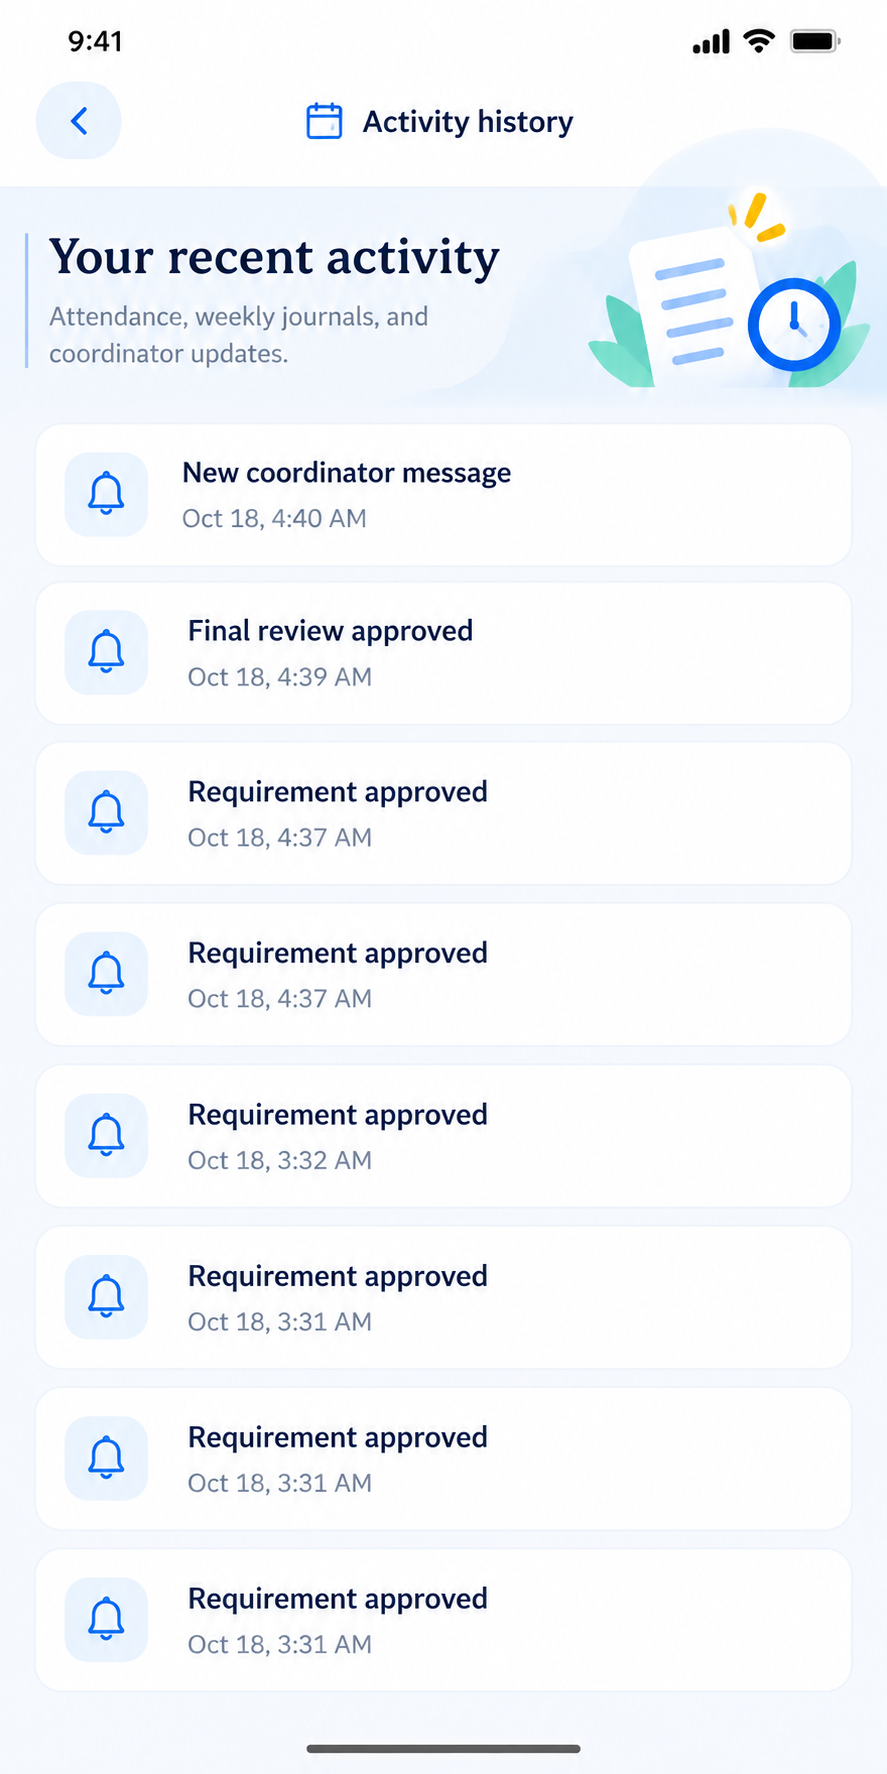 9:41
Activity history
Your recent activity
Attendance, weekly journals, and
coordinator updates.
New coordinator message
Oct 18, 4:40 AM
Final review approved
Oct 18, 4:39 AM
Requirement approved
Oct 18, 4:37 AM
Requirement approved
Oct 18, 4:37 AM
Requirement approved
Oct 18, 3:32 AM
Requirement approved
Oct 18, 3:31 AM
Requirement approved
Oct 18, 3:31 AM
Requirement approved
Oct 18, 3:31 AM